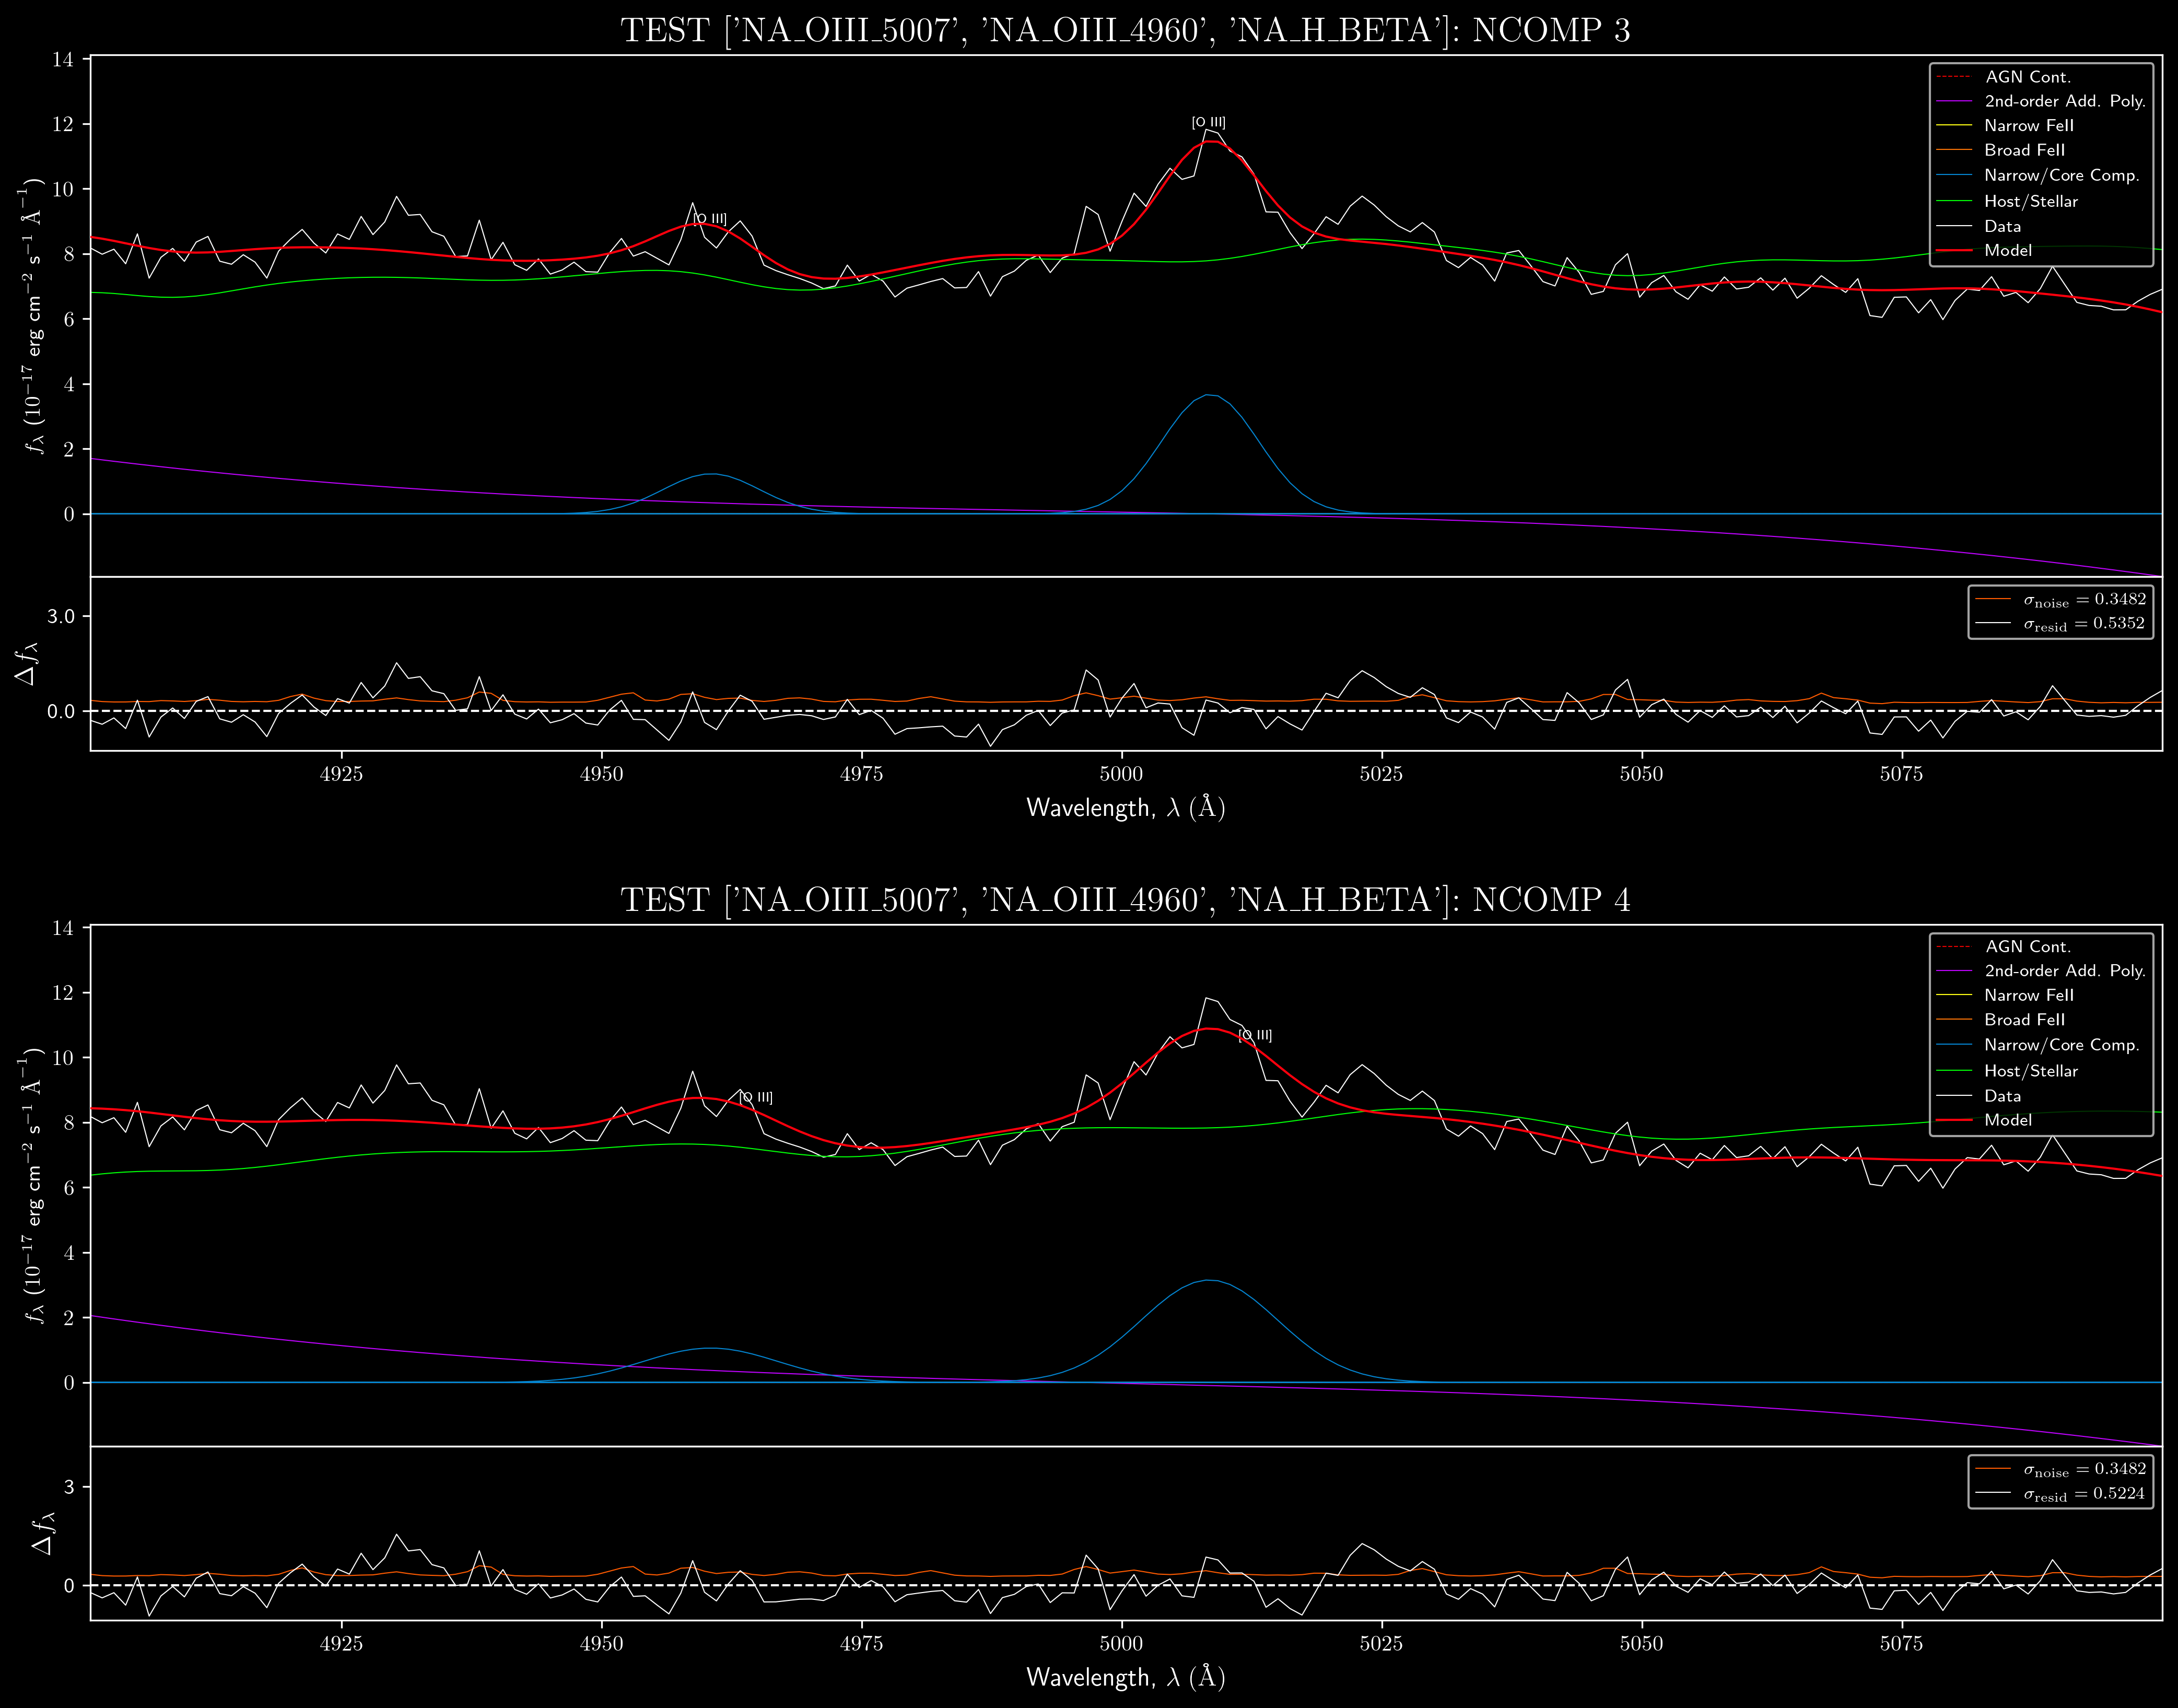 TEST ['NA_OIII_5007', 'NA_OIII_4960', 'NA_H_BETA']: NCOMP 3
14
12
10
8
6
4
2
0
f_λ (10^−17 erg cm^−2 s^−1 Å^−1)
[O III]
[O III]
AGN Cont.
2nd-order Add. Poly.
Narrow FeII
Broad FeII
Narrow/Core Comp.
Host/Stellar
Data
Model
3.0
0.0
Δf_λ
σ_noise = 0.3482
σ_resid = 0.5352
4925 4950 4975 5000 5025 5050 5075
Wavelength, λ (Å)
TEST ['NA_OIII_5007', 'NA_OIII_4960', 'NA_H_BETA']: NCOMP 4
14
12
10
8
6
4
2
0
f_λ (10^−17 erg cm^−2 s^−1 Å^−1)
[O III]
[O III]
AGN Cont.
2nd-order Add. Poly.
Narrow FeII
Broad FeII
Narrow/Core Comp.
Host/Stellar
Data
Model
3
0
Δf_λ
σ_noise = 0.3482
σ_resid = 0.5224
4925 4950 4975 5000 5025 5050 5075
Wavelength, λ (Å)